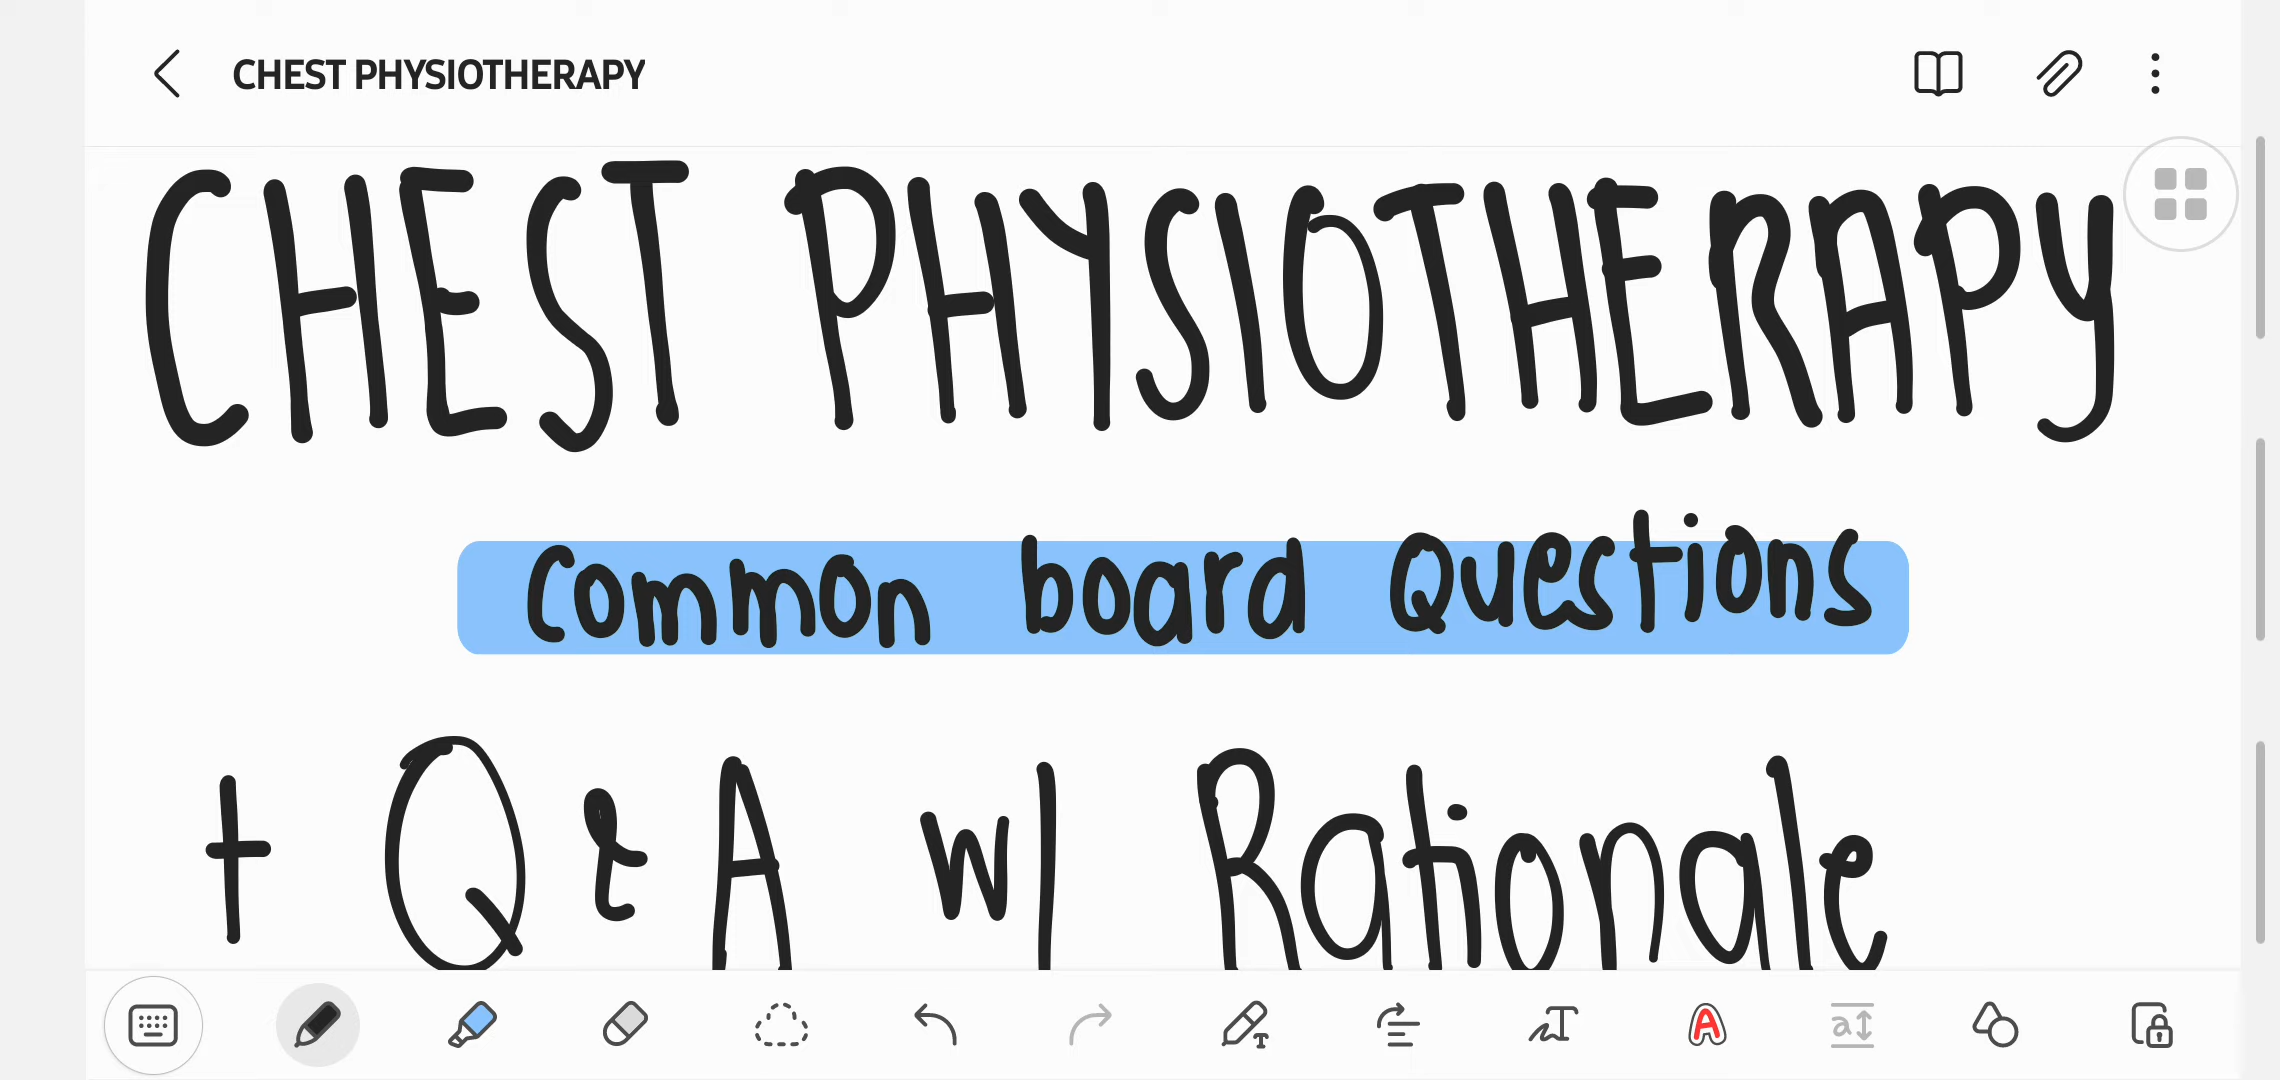 CHEST PHYSIOTHERAPY
CHEST PHYSIOTHERAPY
Common board Questions
+ Q & A w/ Rationale